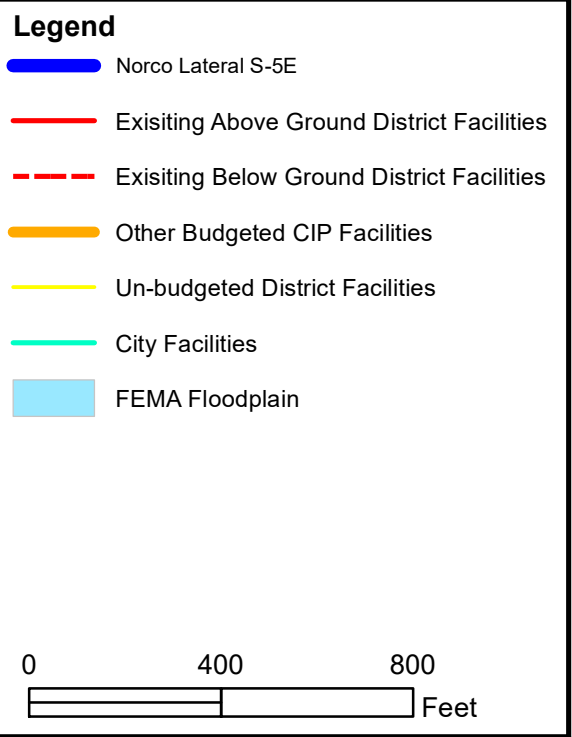 Legend
Norco Lateral S-5E
Exisiting Above Ground District Facilities
Exisiting Below Ground District Facilities
Other Budgeted CIP Facilities
Un-budgeted District Facilities
City Facilities
FEMA Floodplain
0 400 800
Feet